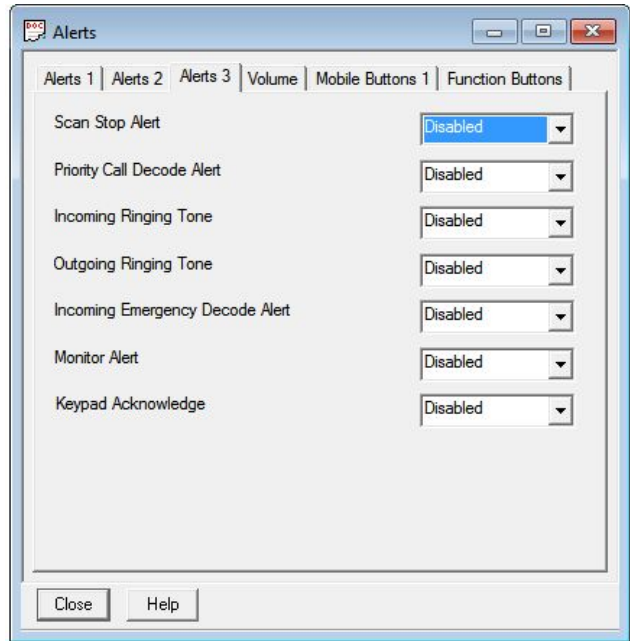 DOC
Alerts
Alerts 1 Alerts 2 Alerts 3 Volume Mobile Buttons 1 Function Buttons
Scan Stop Alert Disabled
Priority Call Decode Alert Disabled
Incoming Ringing Tone Disabled
Outgoing Ringing Tone Disabled
Incoming Emergency Decode Alert Disabled
Monitor Alert Disabled
Keypad Acknowledge Disabled
Close Help